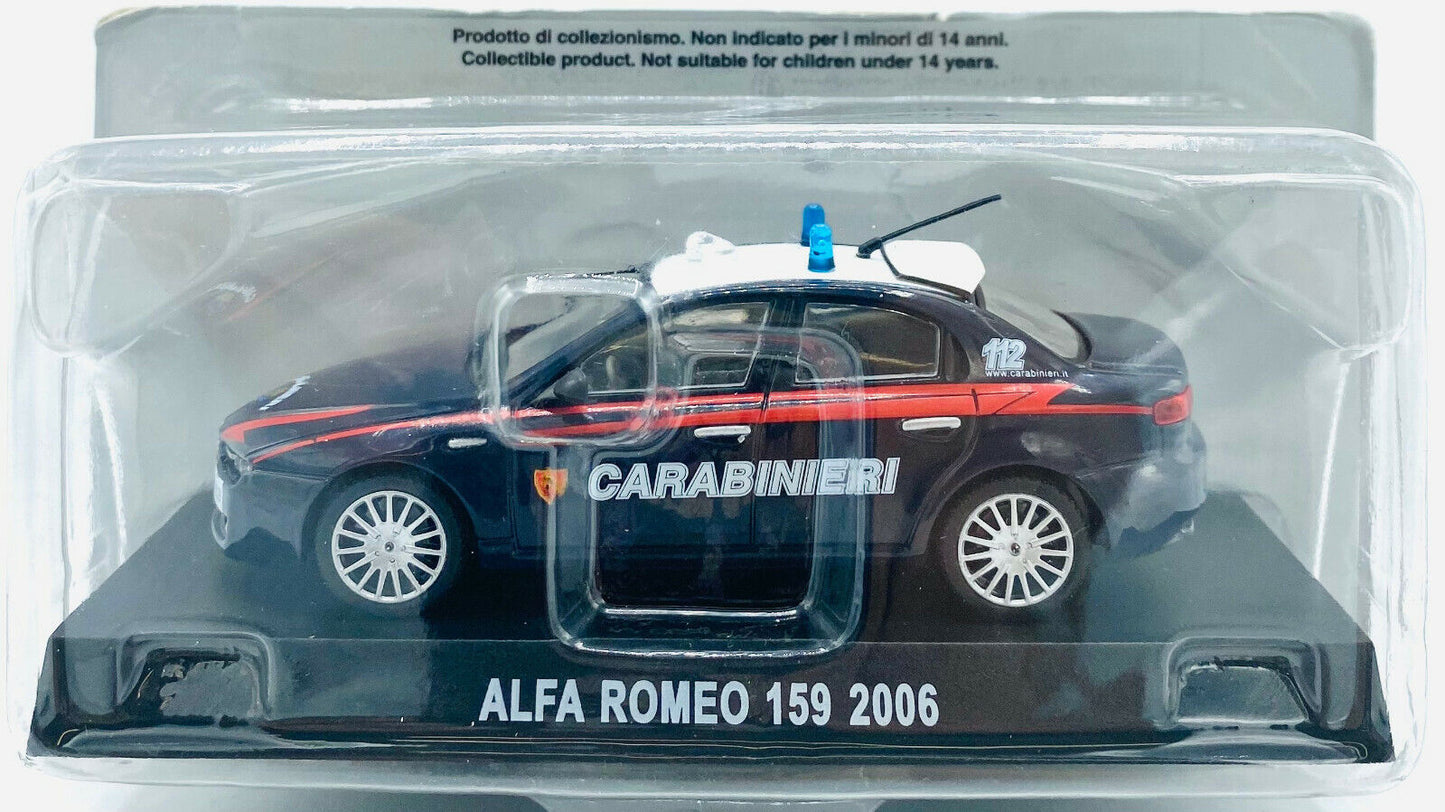 Prodotto di collezionismo. Non indicato per i minori di 14 anni.
Collectible product. Not suitable for children under 14 years.
112
www.carabinieri.it
CARABINIERI
ALFA ROMEO 159 2006